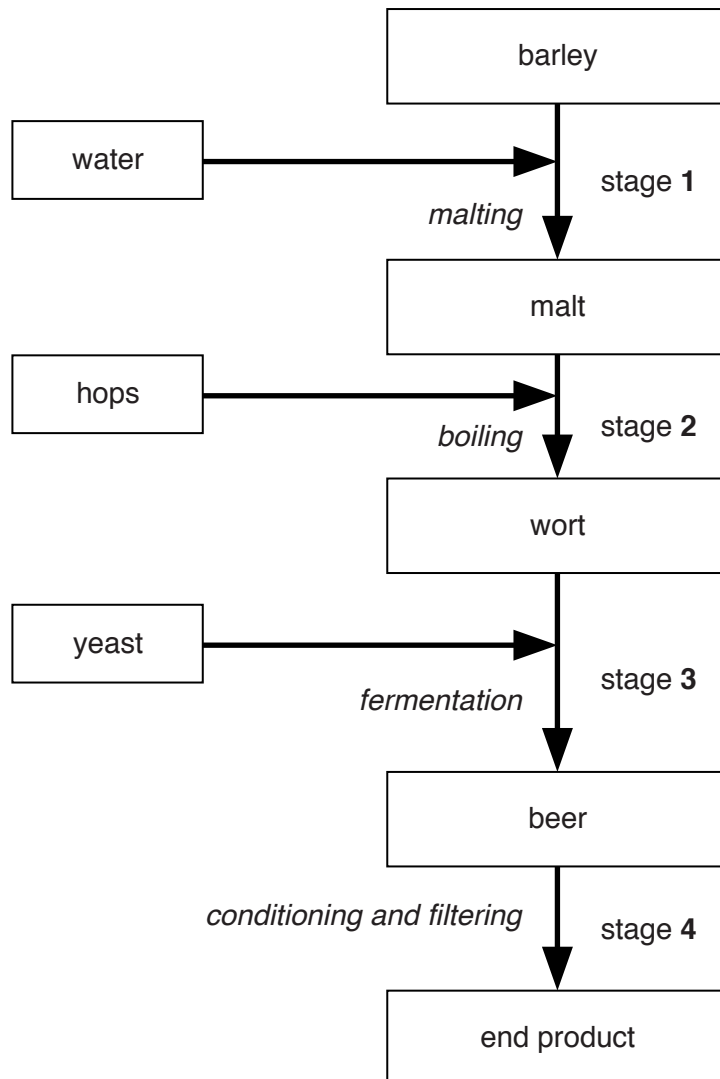 barley
water
stage 1
malting
malt
hops
stage 2
boiling
wort
yeast
stage 3
fermentation
beer
conditioning and filtering
stage 4
end product